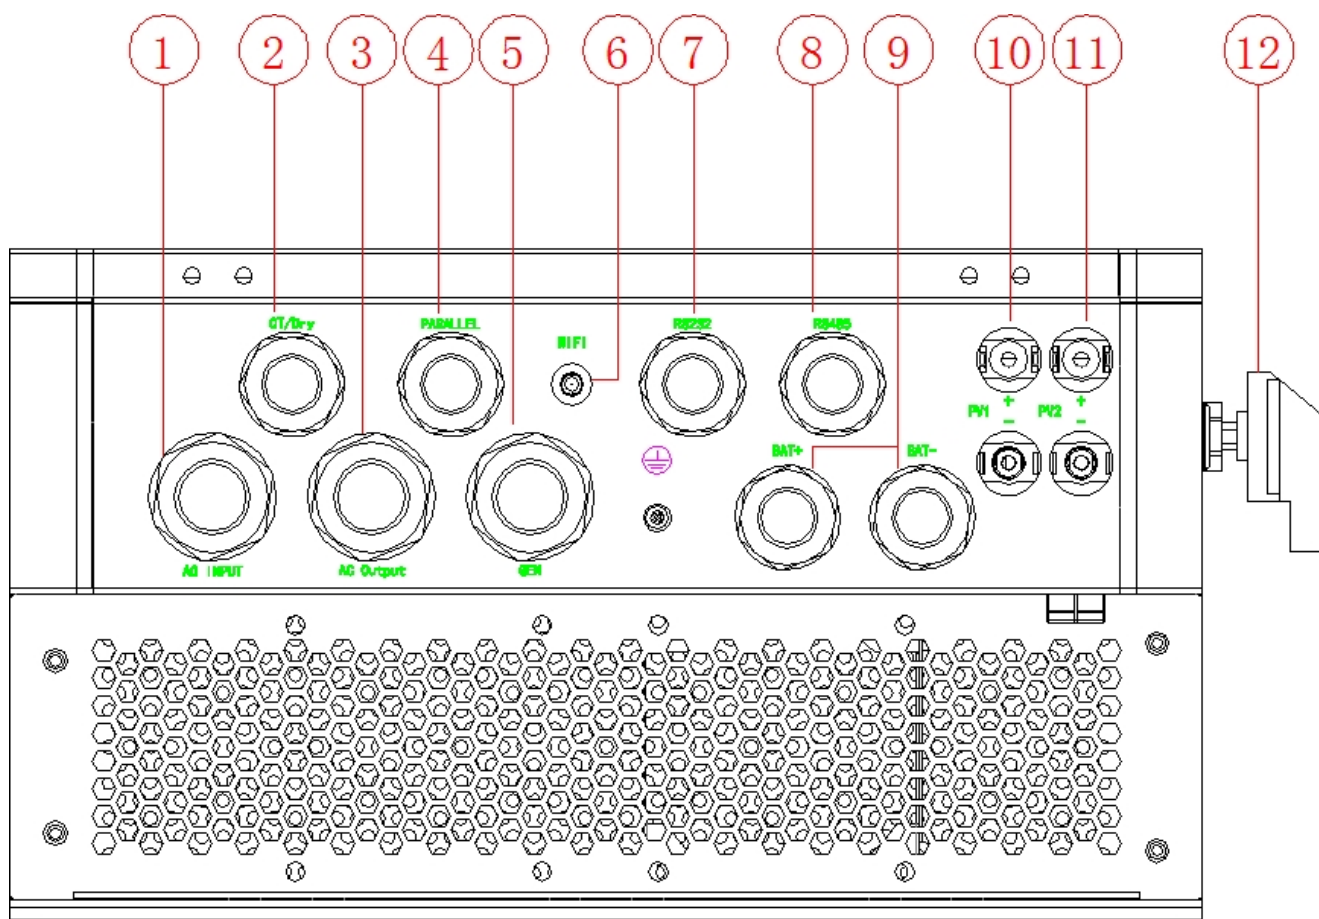 1 2 3 4 5 6 7 8 9 10 11 12
CT/Dry PARALLEL WIFI RS232 RS485
PV1 + - PV2 + -
BAT+ BAT-
AC INPUT AC Output GEN